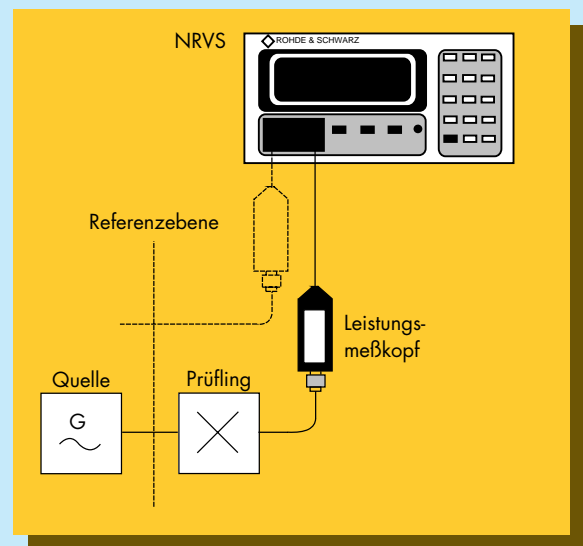 NRVS
ROHDE & SCHWARZ
Referenzebene
Leistungs-
meßkopf
Quelle
Prüfling
G